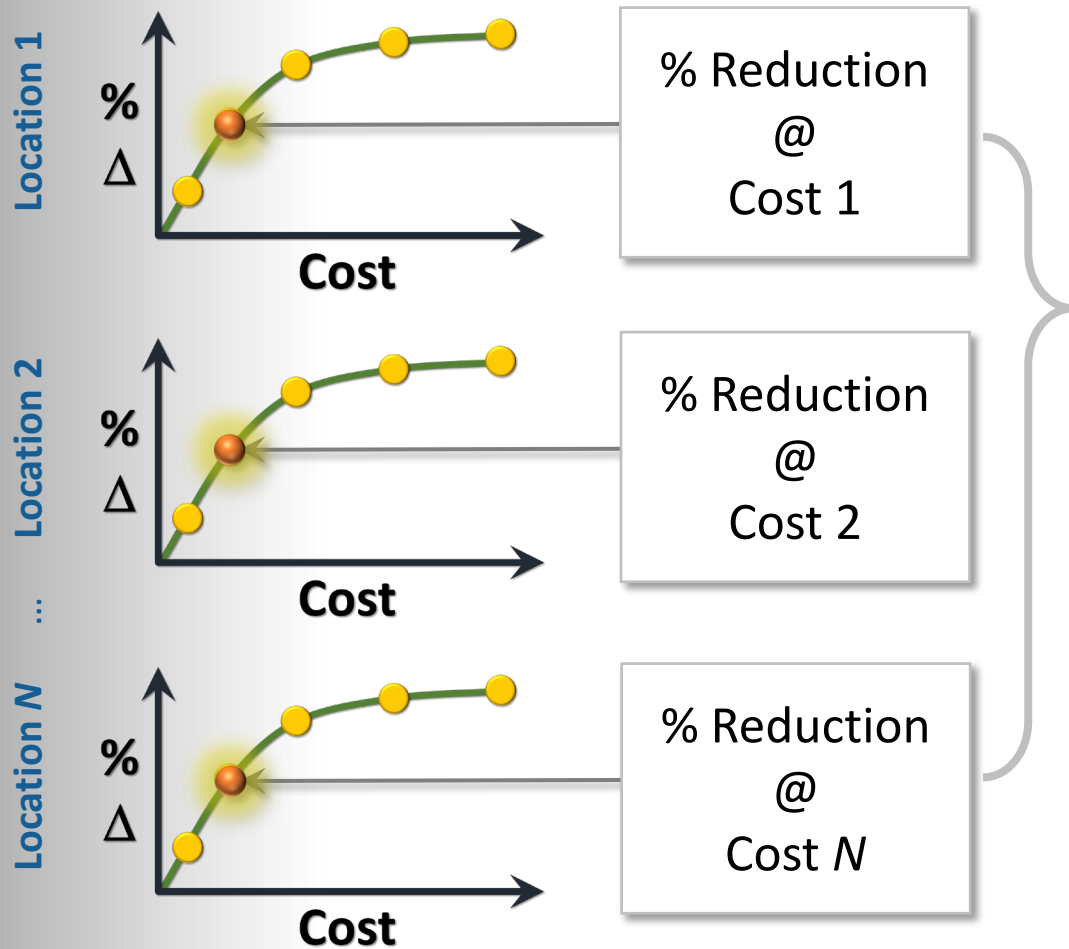 Location 1
%
Δ
Cost
% Reduction
@
Cost 1
Location 2
%
Δ
Cost
% Reduction
@
Cost 2
...
Location N
%
Δ
Cost
% Reduction
@
Cost N